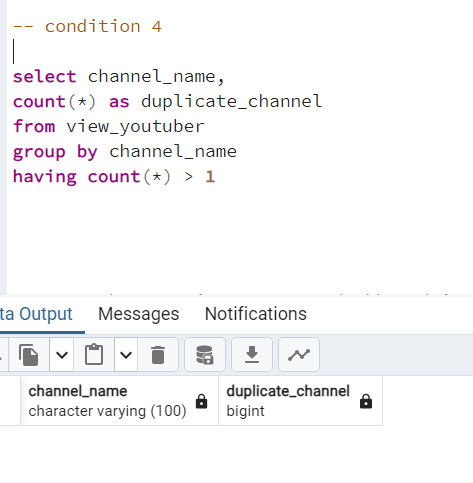 -- condition 4
select channel_name,
count(*) as duplicate_channel
from view_youtuber
group by channel_name
having count(*) > 1
ta Output Messages Notifications
channel_name duplicate_channel
character varying (100) bigint